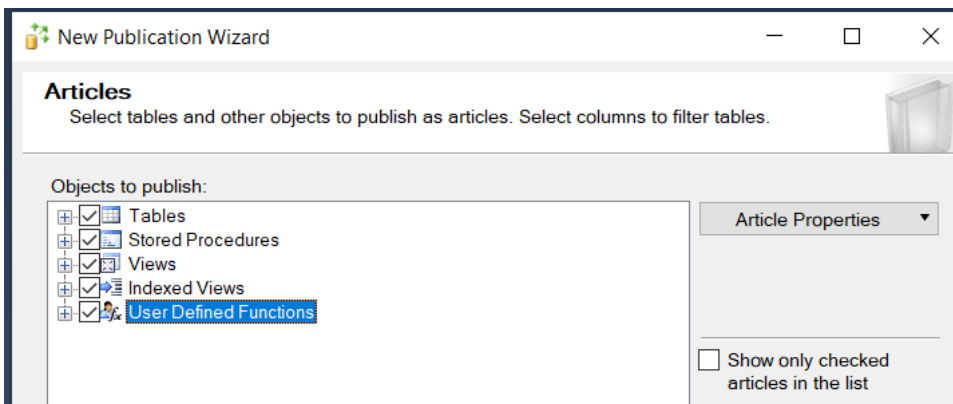 New Publication Wizard
Articles
Select tables and other objects to publish as articles. Select columns to filter tables.
Objects to publish:
Tables
Stored Procedures
Views
Indexed Views
User Defined Functions
Article Properties
Show only checked
articles in the list